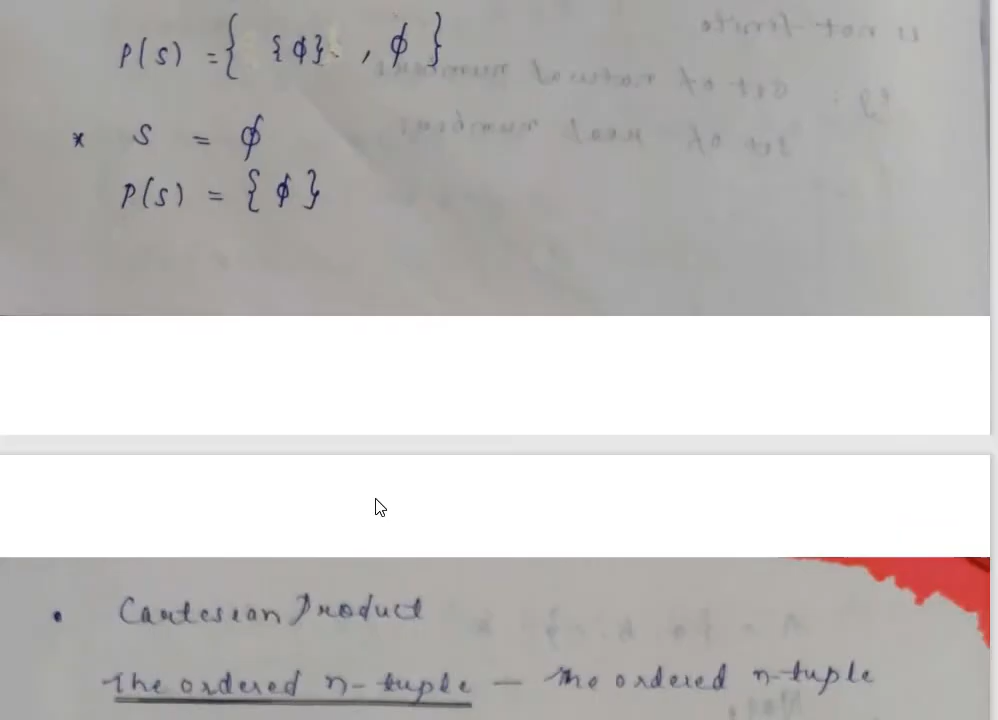 P(S) = { {ϕ} , ϕ }
* S = ϕ
P(S) = { ϕ }
• Cartesian Product
The ordered n-tuple — The ordered n-tuple